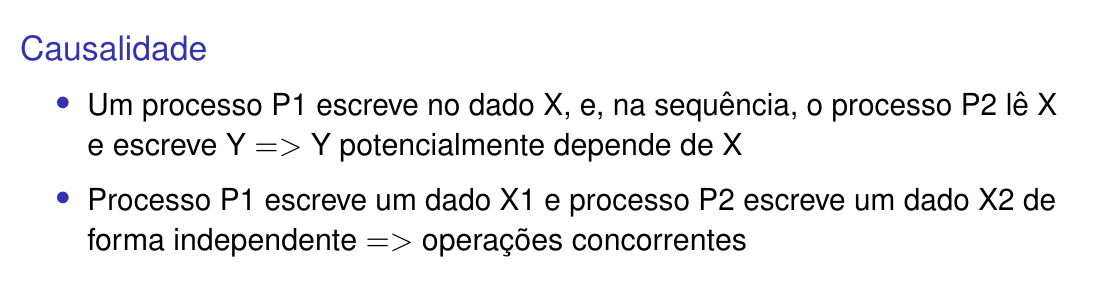 Causalidade
• Um processo P1 escreve no dado X, e, na sequência, o processo P2 lê X
e escreve Y => Y potencialmente depende de X
• Processo P1 escreve um dado X1 e processo P2 escreve um dado X2 de
forma independente => operações concorrentes